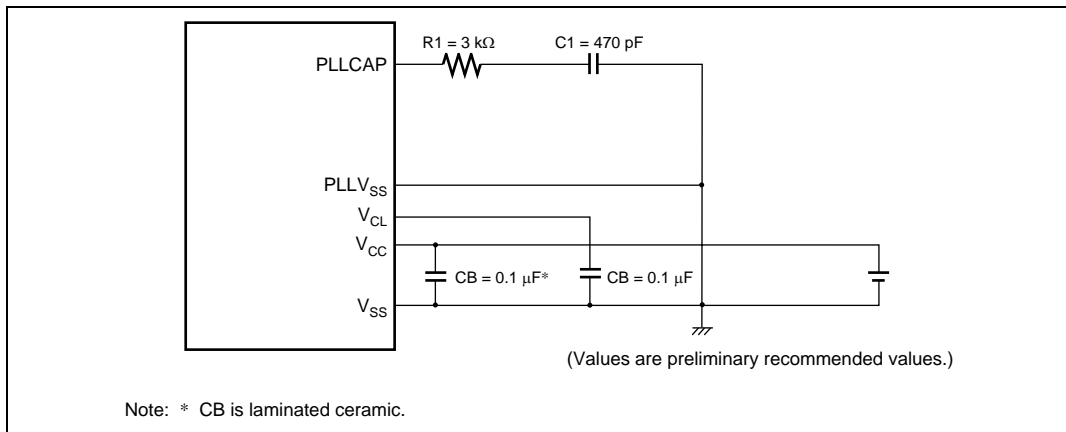 R1 = 3 kΩ
C1 = 470 pF
PLLCAP
PLLVSS
VCL
VCC
CB = 0.1 μF*
CB = 0.1 μF
VSS
(Values are preliminary recommended values.)
Note: * CB is laminated ceramic.